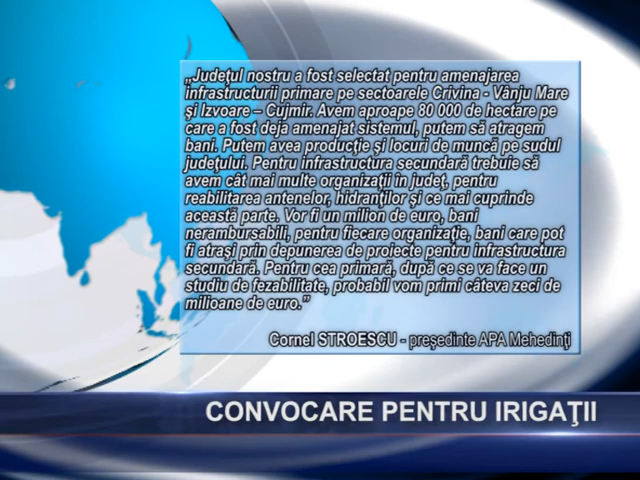 „Judeţul nostru a fost selectat pentru amenajarea
infrastructurii primare pe sectoarele Crivina - Vânju Mare
şi Izvoare – Cujmir. Avem aproape 80 000 de hectare pe
care a fost deja amenajat sistemul, putem să atragem
bani. Putem avea producţie şi locuri de muncă pe sudul
judeţului. Pentru infrastructura secundară trebuie să
avem cât mai multe organizaţii în judeţ, pentru
reabilitarea antenelor, hidranţilor şi ce mai cuprinde
această parte. Vor fi un milion de euro, bani
nerambursabili, pentru fiecare organizaţie, bani care pot
fi atraşi prin depunerea de proiecte pentru infrastructura
secundară. Pentru cea primară, după ce se va face un
studiu de fezabilitate, probabil vom primi câteva zeci de
milioane de euro.”
Cornel STROESCU - preşedinte APA Mehedinţi
CONVOCARE PENTRU IRIGAŢII